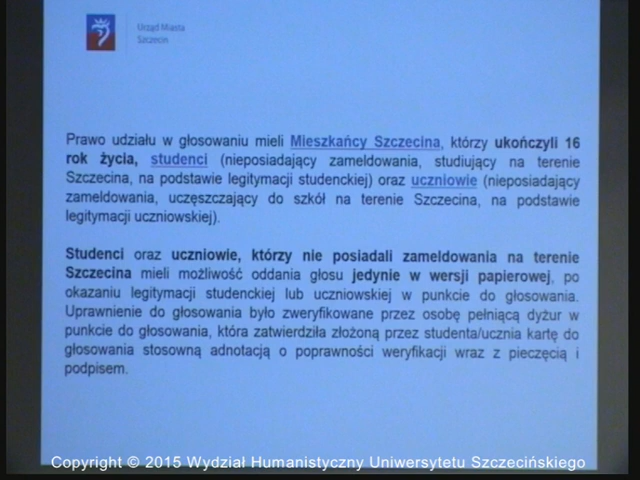 Urząd Miasta
Szczecin
Prawo udziału w głosowaniu mieli Mieszkańcy Szczecina, którzy ukończyli 16
rok życia, studenci (nieposiadający zameldowania, studiujący na terenie
Szczecina, na podstawie legitymacji studenckiej) oraz uczniowie (nieposiadający
zameldowania, uczęszczający do szkół na terenie Szczecina, na podstawie
legitymacji uczniowskiej).
Studenci oraz uczniowie, którzy nie posiadali zameldowania na terenie
Szczecina mieli możliwość oddania głosu jedynie w wersji papierowej, po
okazaniu legitymacji studenckiej lub uczniowskiej w punkcie do głosowania.
Uprawnienie do głosowania było zweryfikowane przez osobę pełniącą dyżur w
punkcie do głosowania, która zatwierdziła złożoną przez studenta/ucznia kartę do
głosowania stosowną adnotacją o poprawności weryfikacji wraz z pieczęcią i
podpisem.
Copyright © 2015 Wydział Humanistyczny Uniwersytetu Szczecińskiego